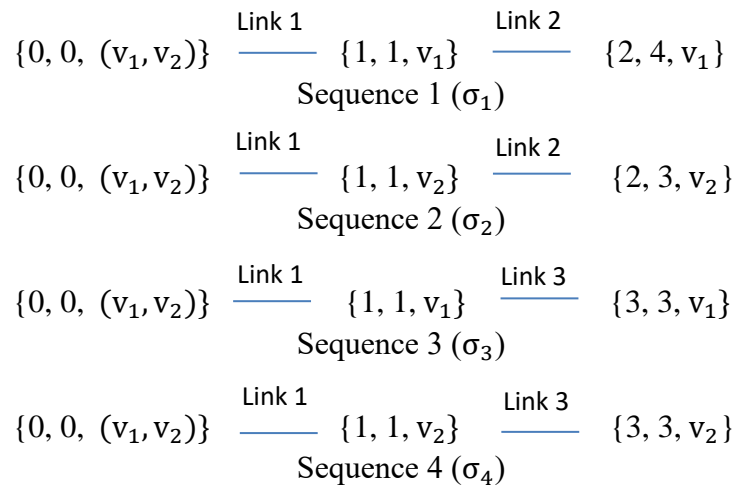 Link 1 Link 2
{0, 0, (v₁,v₂)} {1, 1, v₁} {2, 4, v₁}
Sequence 1 (σ₁)
Link 1 Link 2
{0, 0, (v₁,v₂)} {1, 1, v₂} {2, 3, v₂}
Sequence 2 (σ₂)
Link 1 Link 3
{0, 0, (v₁,v₂)} {1, 1, v₁} {3, 3, v₁}
Sequence 3 (σ₃)
Link 1 Link 3
{0, 0, (v₁,v₂)} {1, 1, v₂} {3, 3, v₂}
Sequence 4 (σ₄)